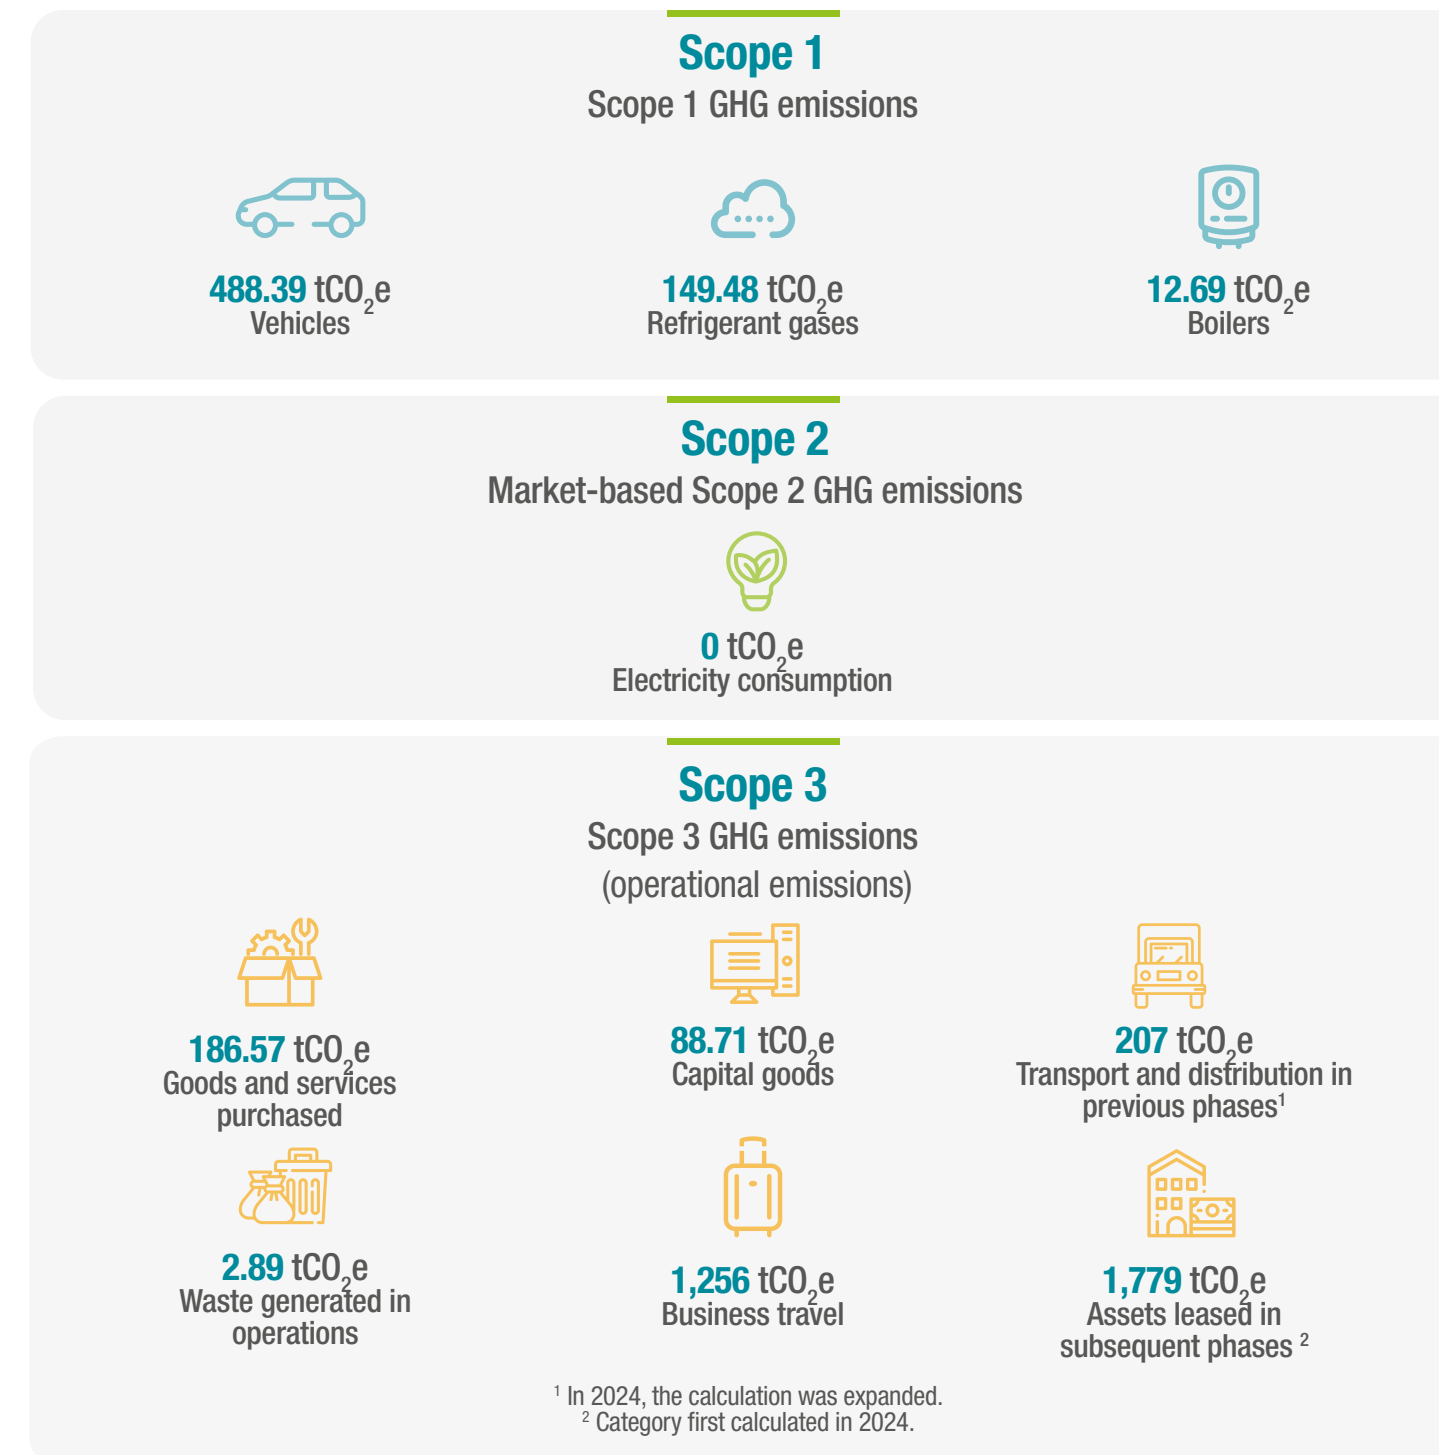 Scope 1
Scope 1 GHG emissions
488.39 tCO₂e
Vehicles
149.48 tCO₂e
Refrigerant gases
12.69 tCO₂e
Boilers
Scope 2
Market-based Scope 2 GHG emissions
0 tCO₂e
Electricity consumption
Scope 3
Scope 3 GHG emissions
(operational emissions)
186.57 tCO₂e
Goods and services
purchased
88.71 tCO₂e
Capital goods
207 tCO₂e
Transport and distribution in
previous phases¹
2.89 tCO₂e
Waste generated in
operations
1,256 tCO₂e
Business travel
1,779 tCO₂e
Assets leased in
subsequent phases ²
¹ In 2024, the calculation was expanded.
² Category first calculated in 2024.